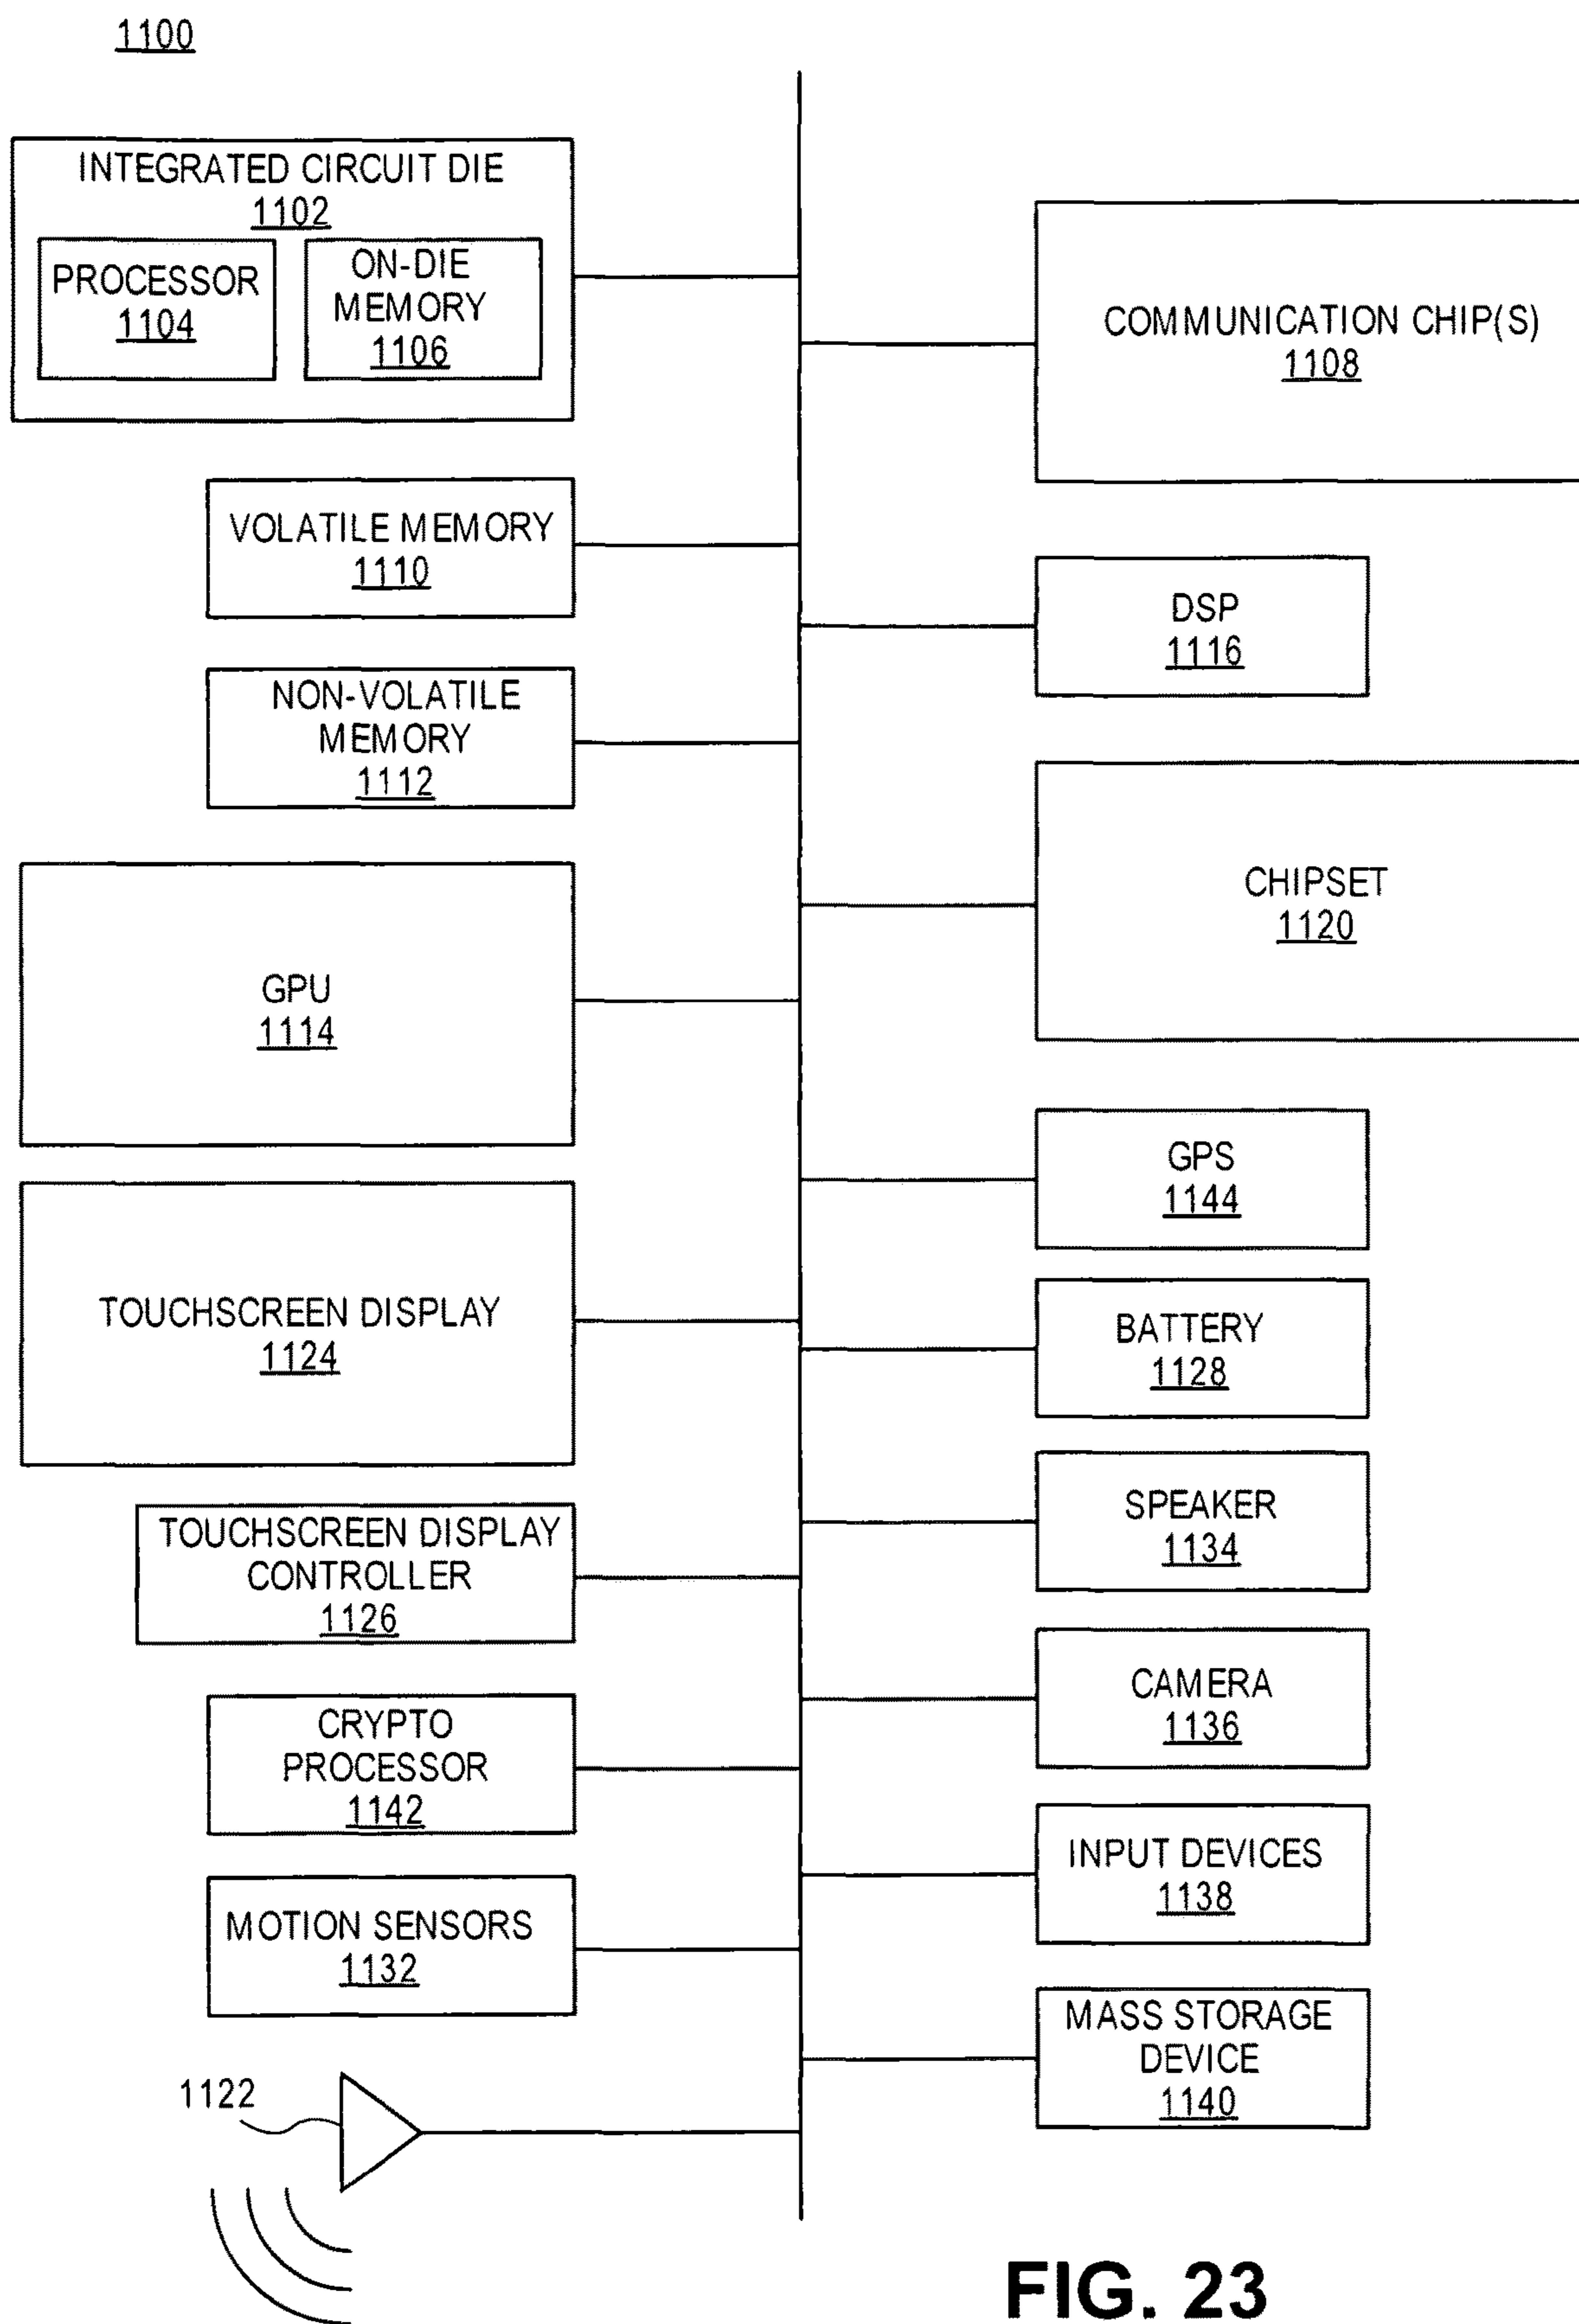 1100
INTEGRATED CIRCUIT DIE
1102
PROCESSOR
1104
ON-DIE
MEMORY
1106
COMMUNICATION CHIP(S)
1108
VOLATILE MEMORY
1110
DSP
1116
NON-VOLATILE
MEMORY
1112
CHIPSET
1120
GPU
1114
GPS
1144
TOUCHSCREEN DISPLAY
1124
BATTERY
1128
SPEAKER
1134
TOUCHSCREEN DISPLAY
CONTROLLER
1126
CAMERA
1136
CRYPTO
PROCESSOR
1142
INPUT DEVICES
1138
MOTION SENSORS
1132
MASS STORAGE
DEVICE
1140
1122
FIG. 23